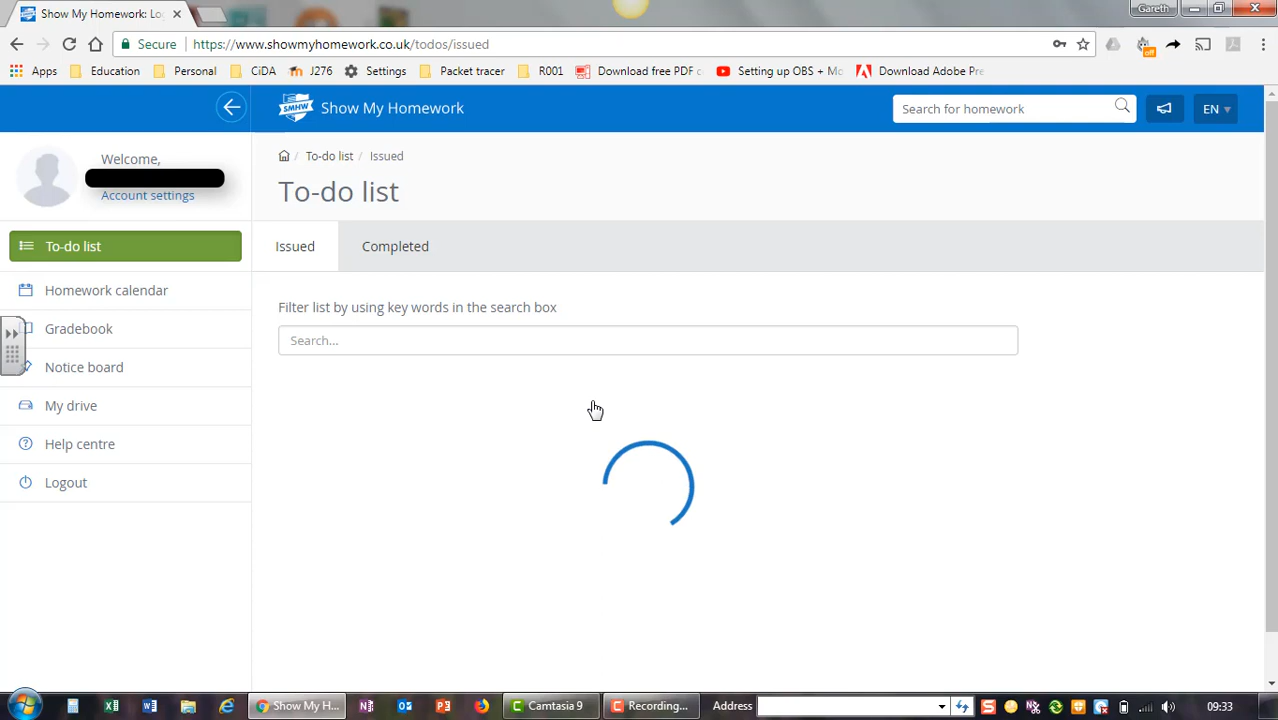 Show My Homework: Lo
Gareth
Secure
https://www.showmyhomework.co.uk/todos/issued
off
Apps
Education
Personal
CiDA
J276
Settings
Packet tracer
R001
Download free PDF c
Setting up OBS + Mo
Download Adobe Pre
SMHW
Show My Homework
Search for homework
EN
Welcome,
Account settings
To-do list / Issued
To-do list
To-do list
Issued
Completed
Homework calendar
Filter list by using key words in the search box
Gradebook
Search...
Notice board
My drive
Help centre
Logout
Show My H...
Camtasia 9
Recording...
Address
09:33